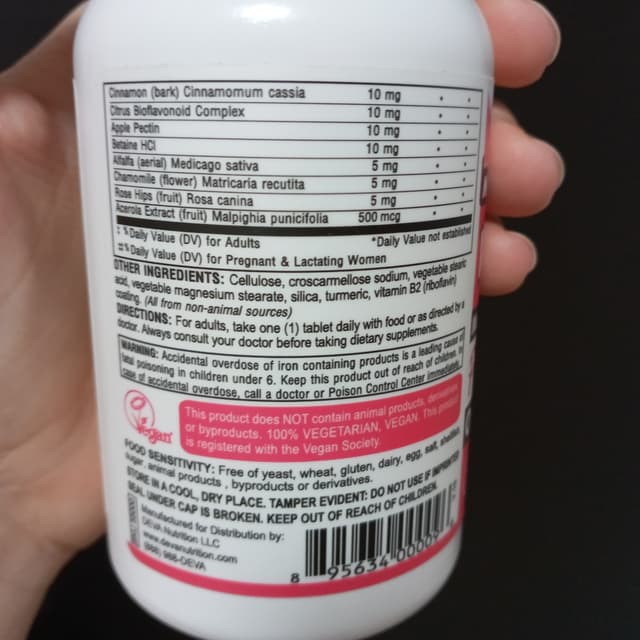 Cinnamon (bark) Cinnamomum cassia 10 mg * *
Citrus Bioflavonoid Complex 10 mg * *
Apple Pectin 10 mg * *
Betaine HCl 10 mg * *
Alfalfa (aerial) Medicago sativa 5 mg * *
Chamomile (flower) Matricaria recutita 5 mg * *
Rose Hips (fruit) Rosa canina 5 mg * *
Acerola Extract (fruit) Malpighia punicifolia 500 mcg * *
% Daily Value (DV) for Adults *Daily Value not established
% Daily Value (DV) for Pregnant & Lactating Women
OTHER INGREDIENTS: Cellulose, croscarmellose sodium, vegetable stearic
acid, vegetable magnesium stearate, silica, turmeric, vitamin B2 (riboflavin)
coating. (All from non-animal sources)
DIRECTIONS: For adults, take one (1) tablet daily with food or as directed by a
doctor. Always consult your doctor before taking dietary supplements.
WARNING: Accidental overdose of iron containing products is a leading cause of
fatal poisoning in children under 6. Keep this product out of reach of children. In
case of accidental overdose, call a doctor or Poison Control Center immediately.
This product does NOT contain animal products, derivatives
or byproducts. 100% VEGETARIAN, VEGAN. This product
is registered with the Vegan Society.
Vegan
FOOD SENSITIVITY: Free of yeast, wheat, gluten, dairy, egg, salt, shellfish,
sugar, animal products, byproducts or derivatives.
STORE IN A COOL, DRY PLACE. TAMPER EVIDENT: DO NOT USE IF IMPRINTED
SEAL UNDER CAP IS BROKEN. KEEP OUT OF REACH OF CHILDREN.
Manufactured for Distribution by:
DEVA Nutrition LLC
www.devanutrition.com
(888) 988-DEVA
8 95634 00009